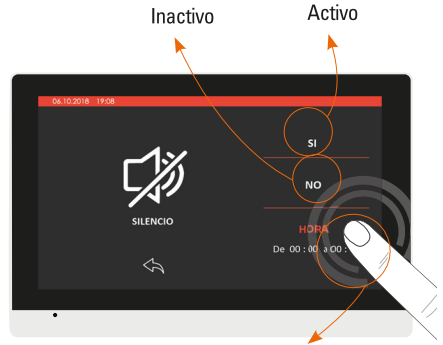 Inactivo
Activo
06.10.2018 19:08
SI
NO
SILENCIO
HORA
De 00 : 00 a 00 :